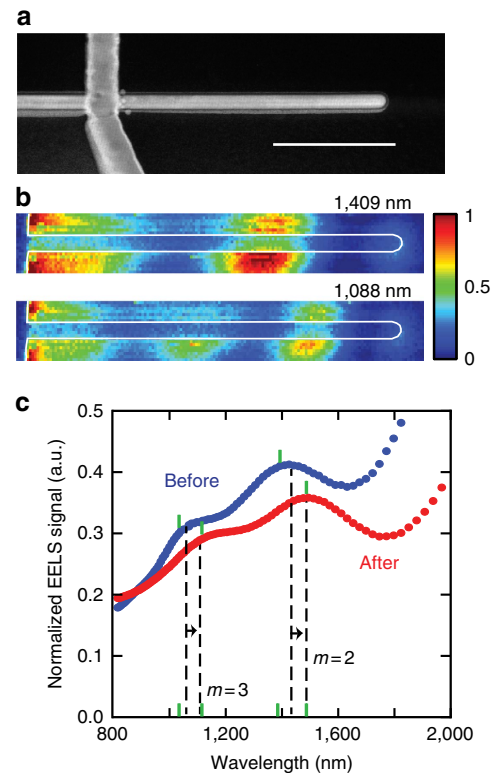 a
b
1,409 nm
1,088 nm
1
0.5
0
c
Normalized EELS signal (a.u.)
0.5
0.4
0.3
0.2
0.1
0.0
Before
After
m=3
m=2
800
1,200
1,600
2,000
Wavelength (nm)